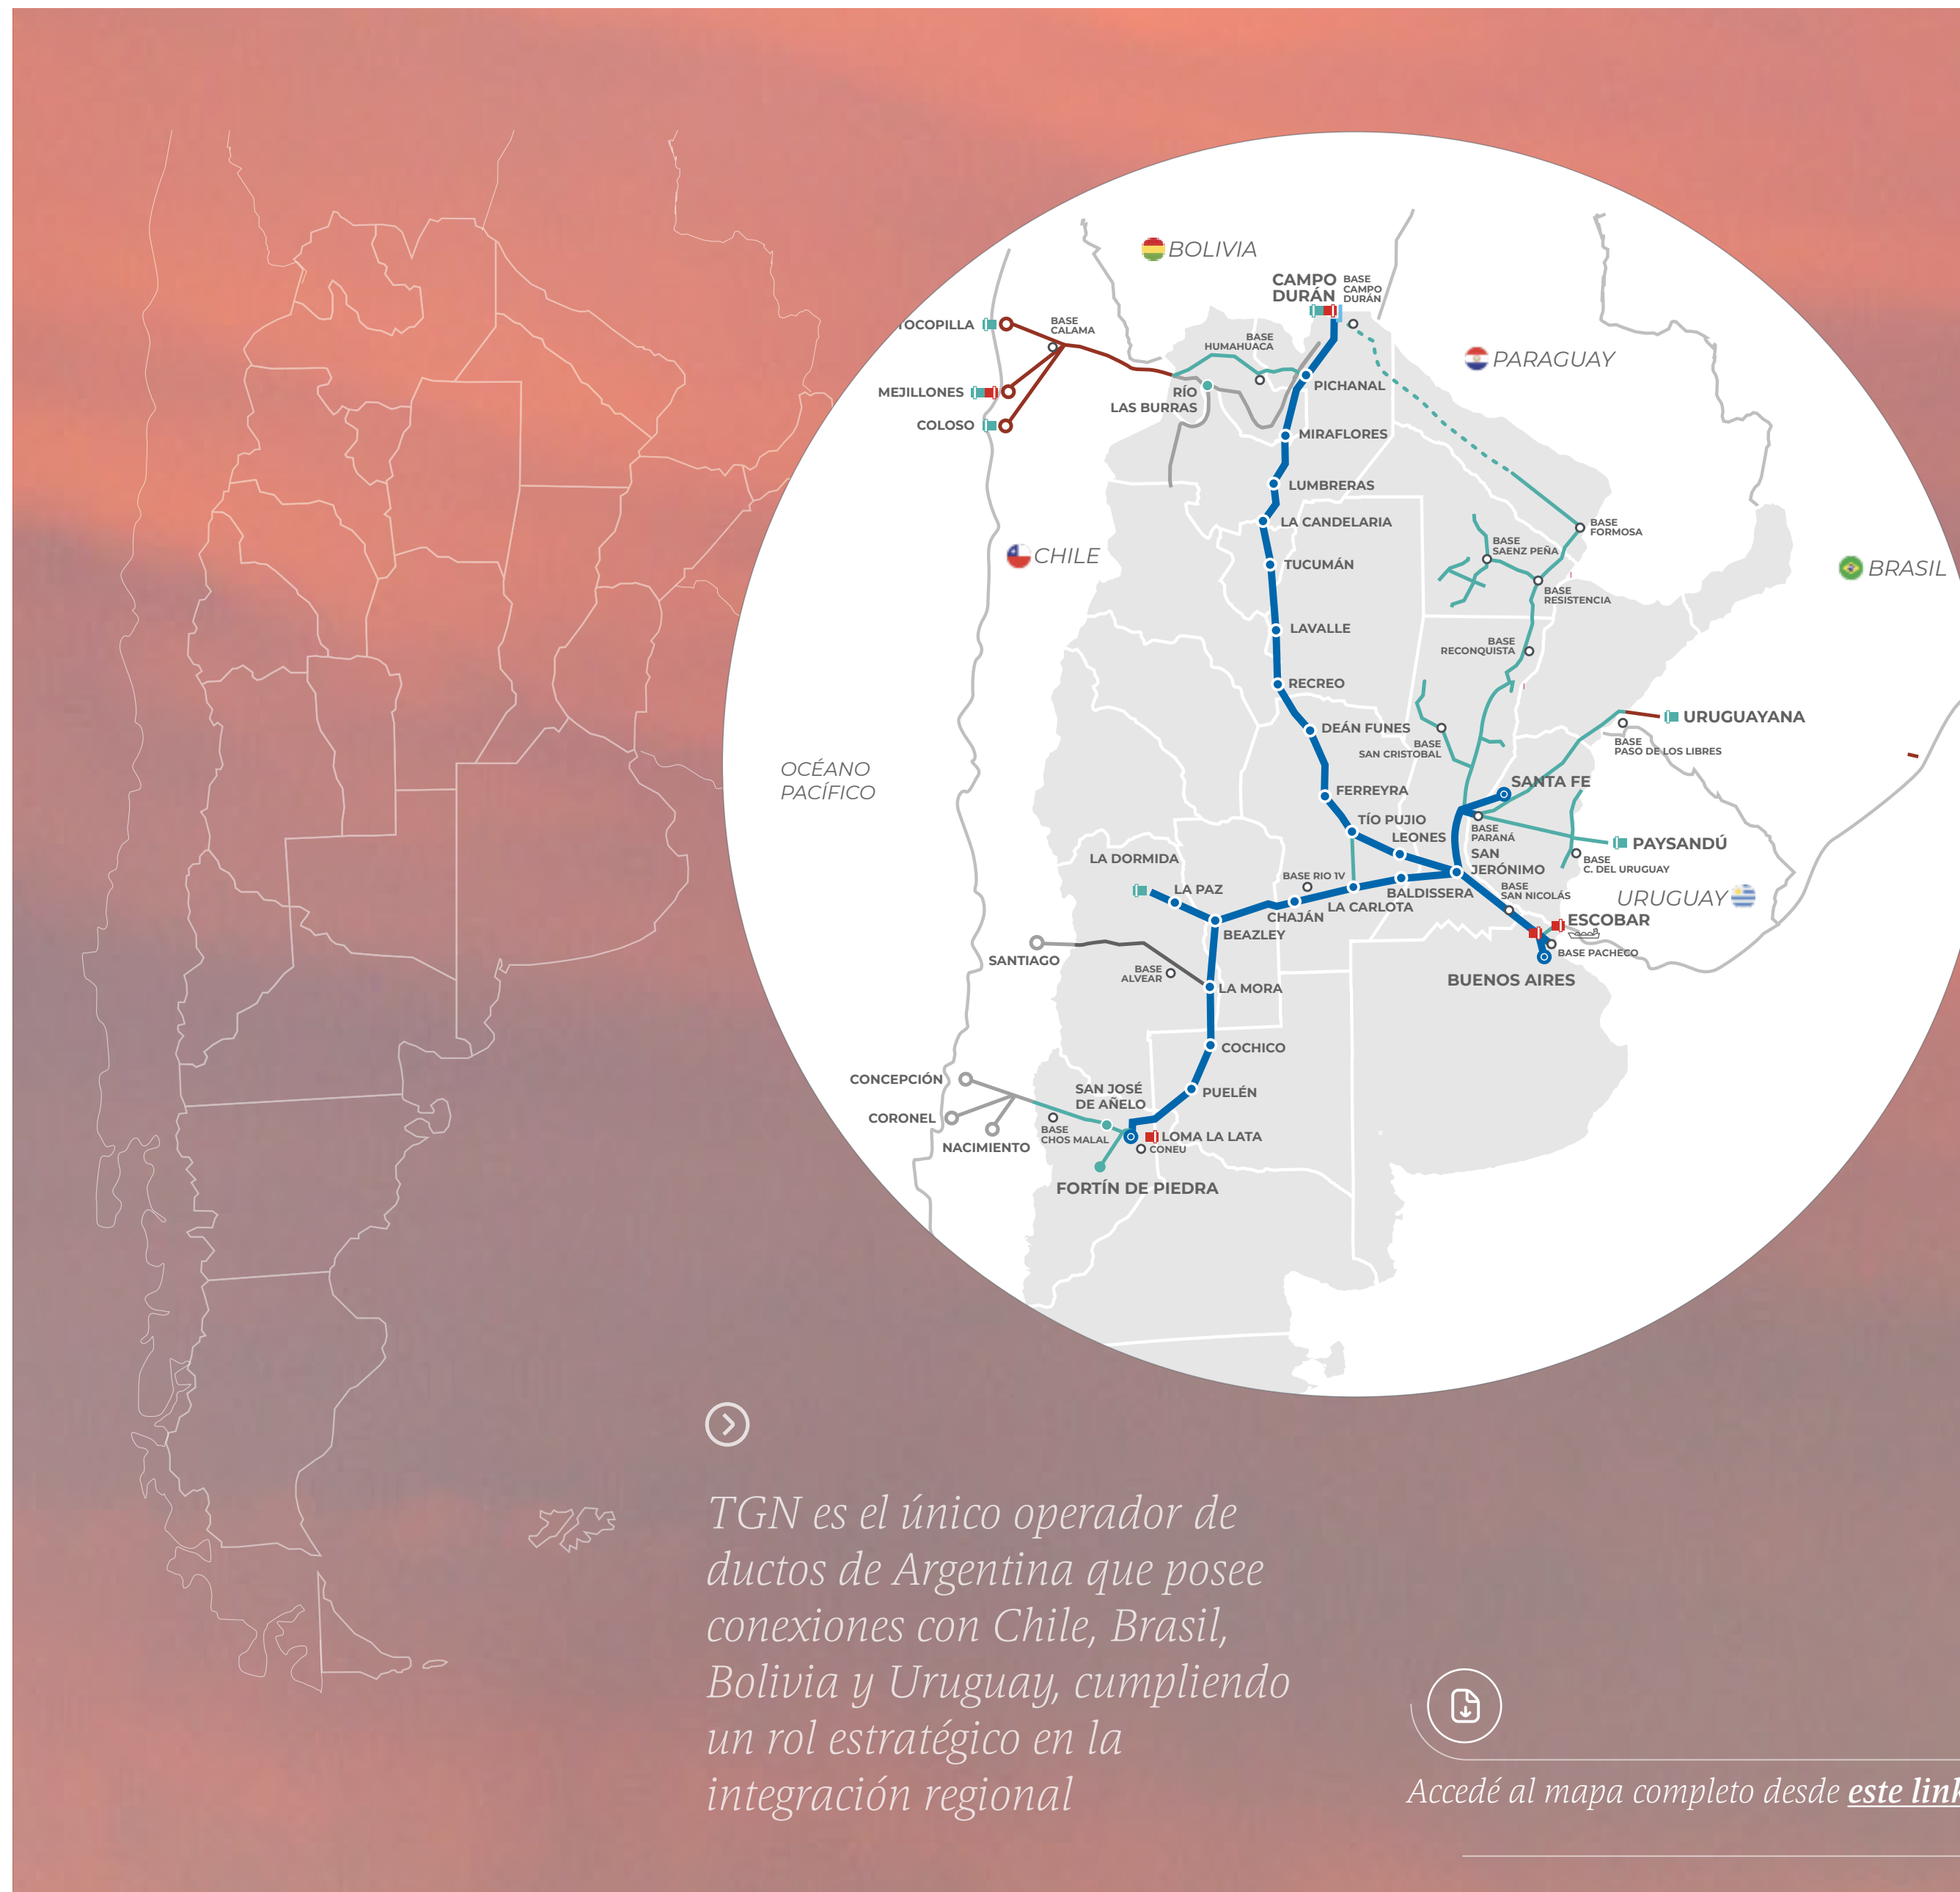 BOLIVIA
CAMPO
DURÁN
BASE
CAMPO
DURÁN
BASE
CALAMA
BASE
HUMAHUACA
PARAGUAY
MEJILLONES
RÍO
LAS BURRAS
PICHANAL
COLOSO
MIRAFLORES
LUMBRERAS
LA CANDELARIA
BASE
FORMOSA
CHILE
BASE
SAENZ PEÑA
TUCUMÁN
BRASIL
BASE
RESISTENCIA
LAVALLE
BASE
RECONQUISTA
RECREO
URUGUAYANA
DEÁN FUNES
BASE
SAN CRISTOBAL
BASE
PASO DE LOS LIBRES
OCÉANO
PACÍFICO
SANTA FE
FERREYRA
TÍO PUJIO
LEONES
BASE
PARANÁ
PAYSANDÚ
SAN
JERÓNIMO
BASE
C. DEL URUGUAY
LA DORMIDA
LA PAZ
BASE RIO 1V
BALDISSERA
BASE
SAN NICOLÁS
URUGUAY
LA CARLOTA
CHAJÁN
ESCOBAR
BEAZLEY
BASE PACHECO
SANTIAGO
BASE
ALVEAR
BUENOS AIRES
LA MORA
COCHICO
CONCEPCIÓN
SAN JOSÉ
DE AÑELO
PUELÉN
CORONEL
BASE
CHOS MALAL
LOMA LA LATA
NACIMIENTO
CONEU
FORTÍN DE PIEDRA
TGN es el único operador de
ductos de Argentina que posee
conexiones con Chile, Brasil,
Bolivia y Uruguay, cumpliendo
un rol estratégico en la
integración regional
Accedé al mapa completo desde este link